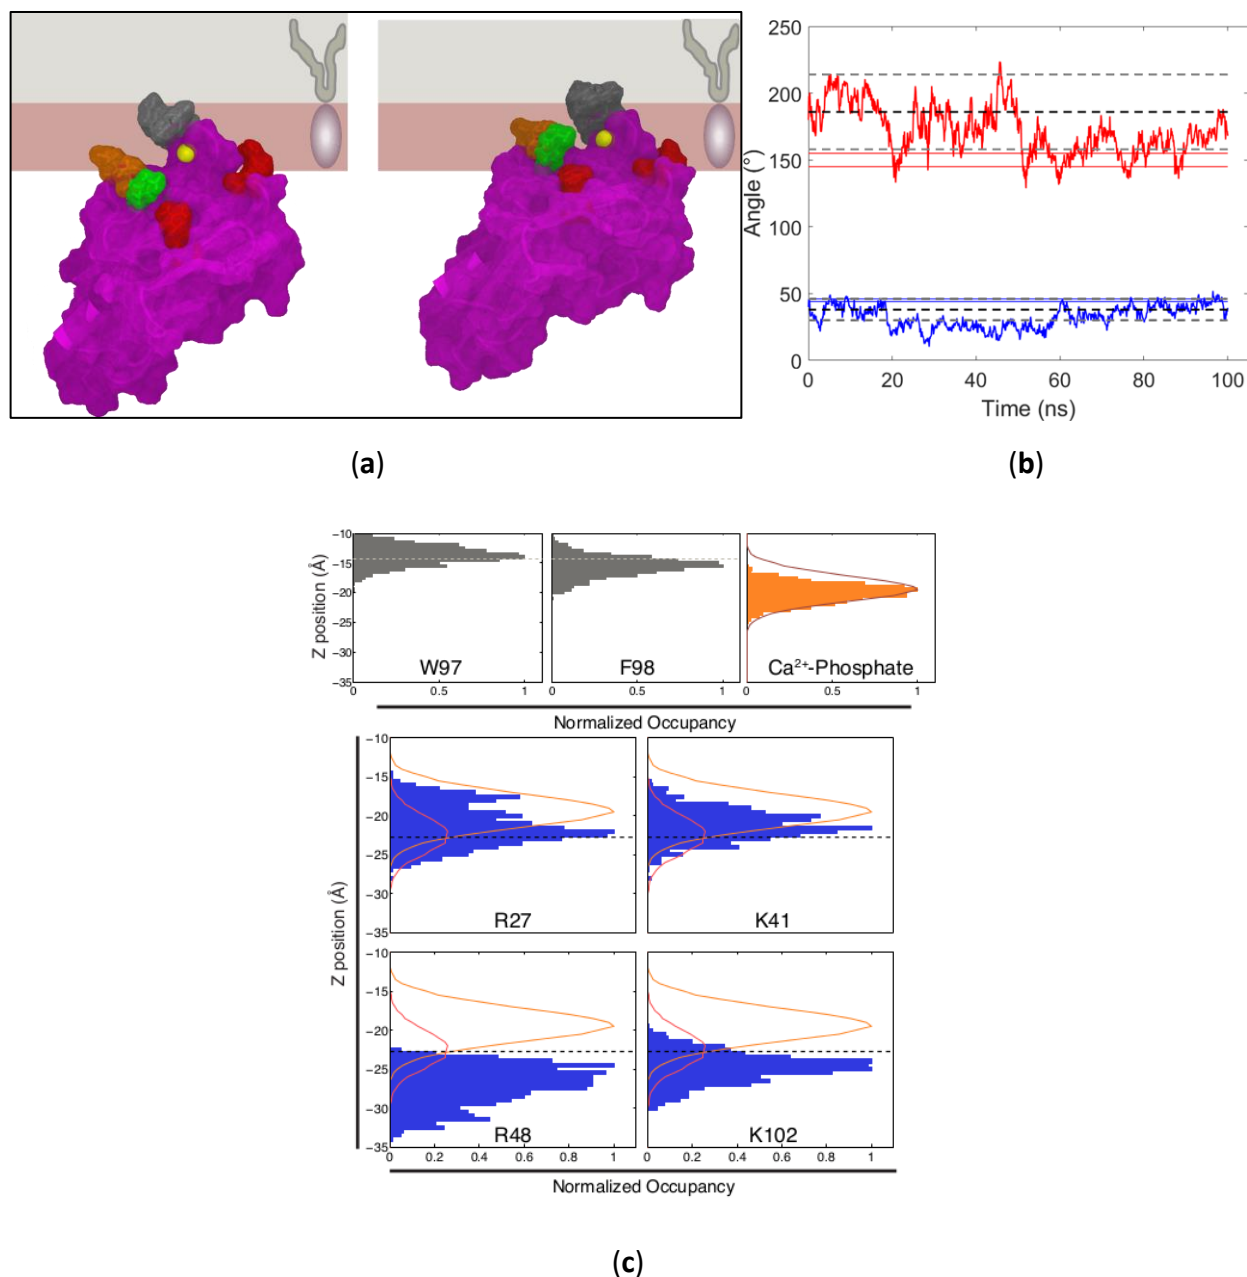 250
200
150
100
50
0
Angle (°)
0 20 40 60 80 100
Time (ns)
(a)
(b)
Z position (Å)
−10
−15
−20
−25
−30
−35
W97
F98
Ca²⁺-Phosphate
0 0.5 1
0 0.5 1
0 0.5 1
Normalized Occupancy
Z position (Å)
−10
−15
−20
−25
−30
−35
R27
K41
−10
−15
−20
−25
−30
−35
R48
K102
0 0.2 0.4 0.6 0.8 1
0 0.2 0.4 0.6 0.8 1
Normalized Occupancy
(c)